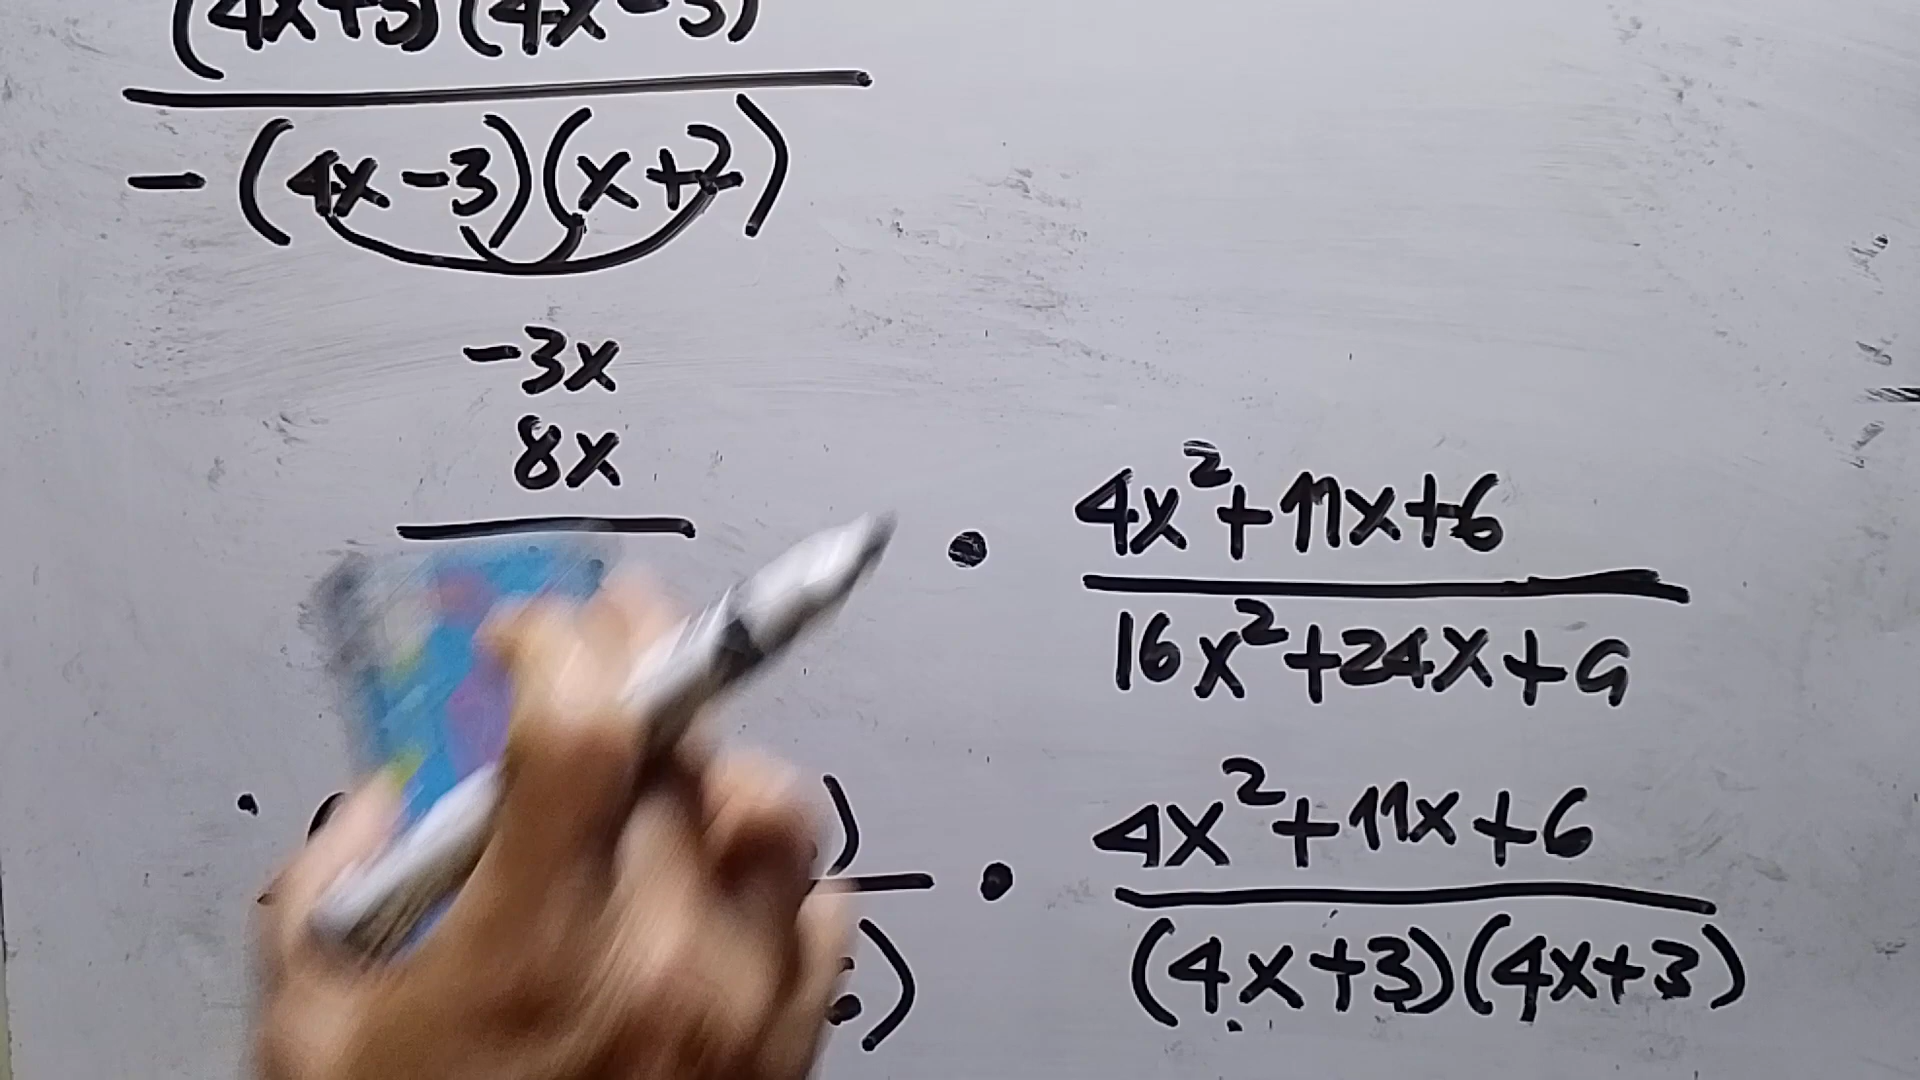 (4x+3)(4x-3)
-(4x-3)(x+2)
-3x
8x
· 4x²+11x+6
16x²+24x+9
· 4x²+11x+6
(4x+3)(4x+3)